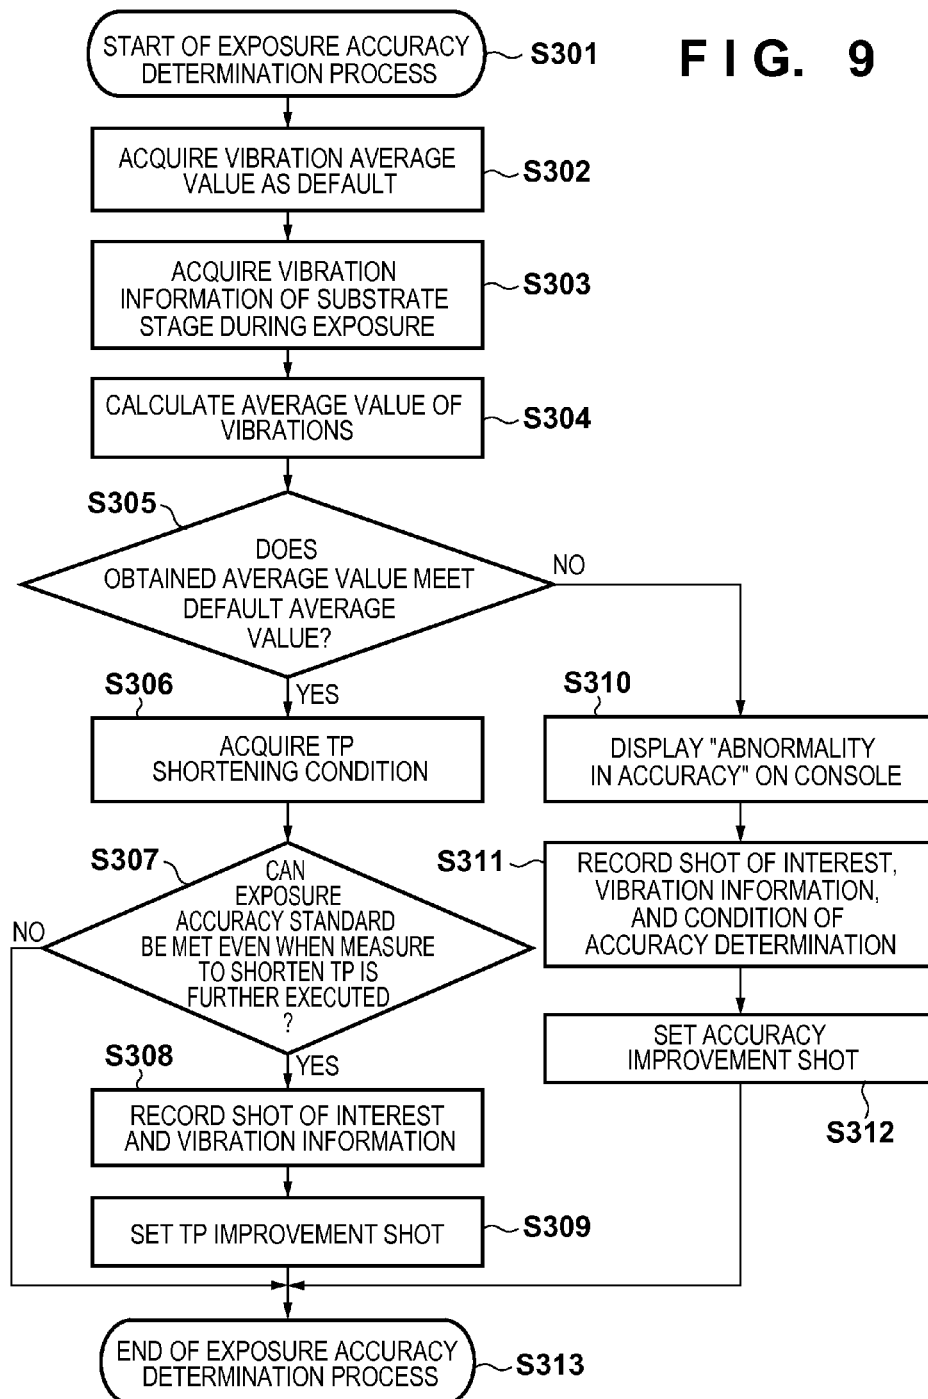 START OF EXPOSURE ACCURACY
DETERMINATION PROCESS
S301
FIG. 9
ACQUIRE VIBRATION AVERAGE
VALUE AS DEFAULT
S302
ACQUIRE VIBRATION
INFORMATION OF SUBSTRATE
STAGE DURING EXPOSURE
S303
CALCULATE AVERAGE VALUE OF
VIBRATIONS
S304
S305
DOES
OBTAINED AVERAGE VALUE MEET
DEFAULT AVERAGE
VALUE?
NO
YES
S306
ACQUIRE TP
SHORTENING CONDITION
S310
DISPLAY "ABNORMALITY
IN ACCURACY" ON CONSOLE
S307
CAN
EXPOSURE
ACCURACY STANDARD
BE MET EVEN WHEN MEASURE
TO SHORTEN TP IS
FURTHER EXECUTED
?
NO
YES
S311
RECORD SHOT OF INTEREST,
VIBRATION INFORMATION,
AND CONDITION OF
ACCURACY DETERMINATION
S308
RECORD SHOT OF INTEREST
AND VIBRATION INFORMATION
SET ACCURACY
IMPROVEMENT SHOT
S312
SET TP IMPROVEMENT SHOT
S309
END OF EXPOSURE ACCURACY
DETERMINATION PROCESS
S313